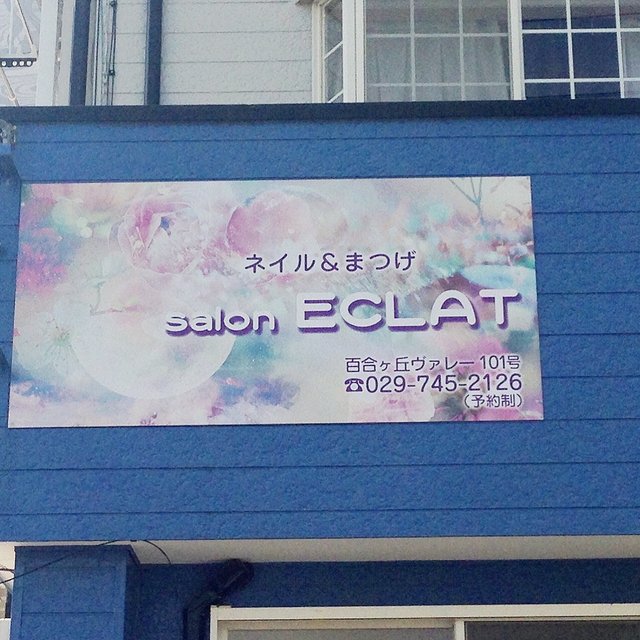 ネイル＆まつげ
salon ECLAT
百合ヶ丘ヴァレー 101号
☎029-745-2126
(予約制)